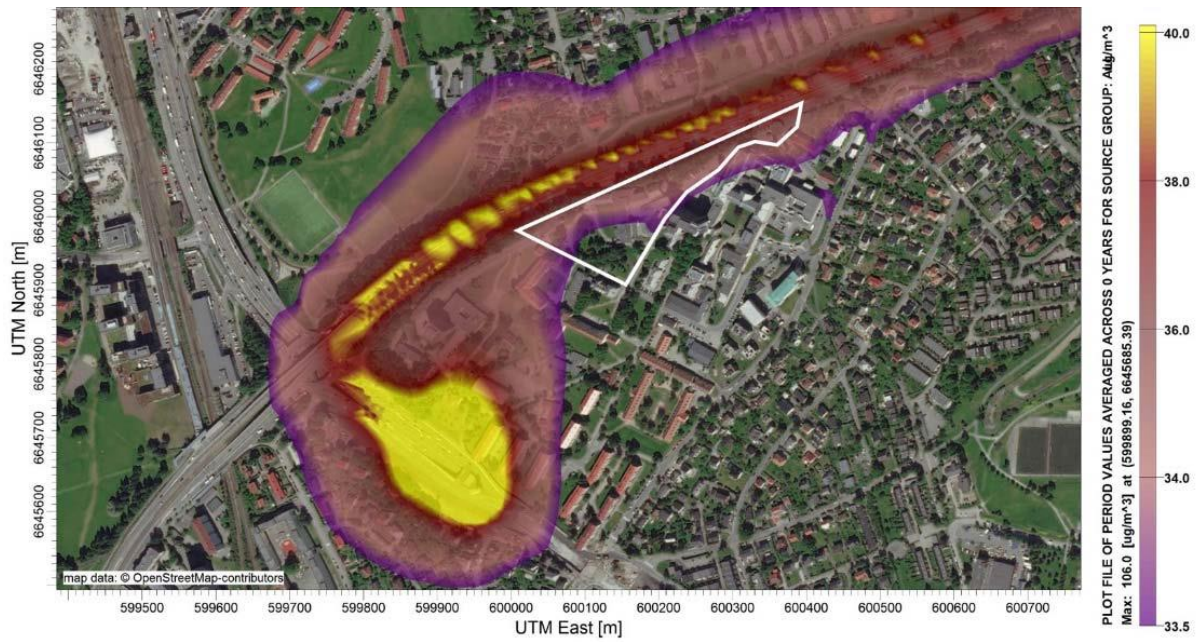 6646200
6646100
6646000
6645900
6645800
6645700
6645600
UTM North [m]
map data: © OpenStreetMap-contributors
599500 599600 599700 599800 599900 600000 600100 600200 600300 600400 600500 600600 600700
UTM East [m]
PLOT FILE OF PERIOD VALUES AVERAGED ACROSS 0 YEARS FOR SOURCE GROUP:
Max: 106.0 [ug/m^3] at (599899.16, 6645685.39)
40.0
38.0
36.0
34.0
33.5